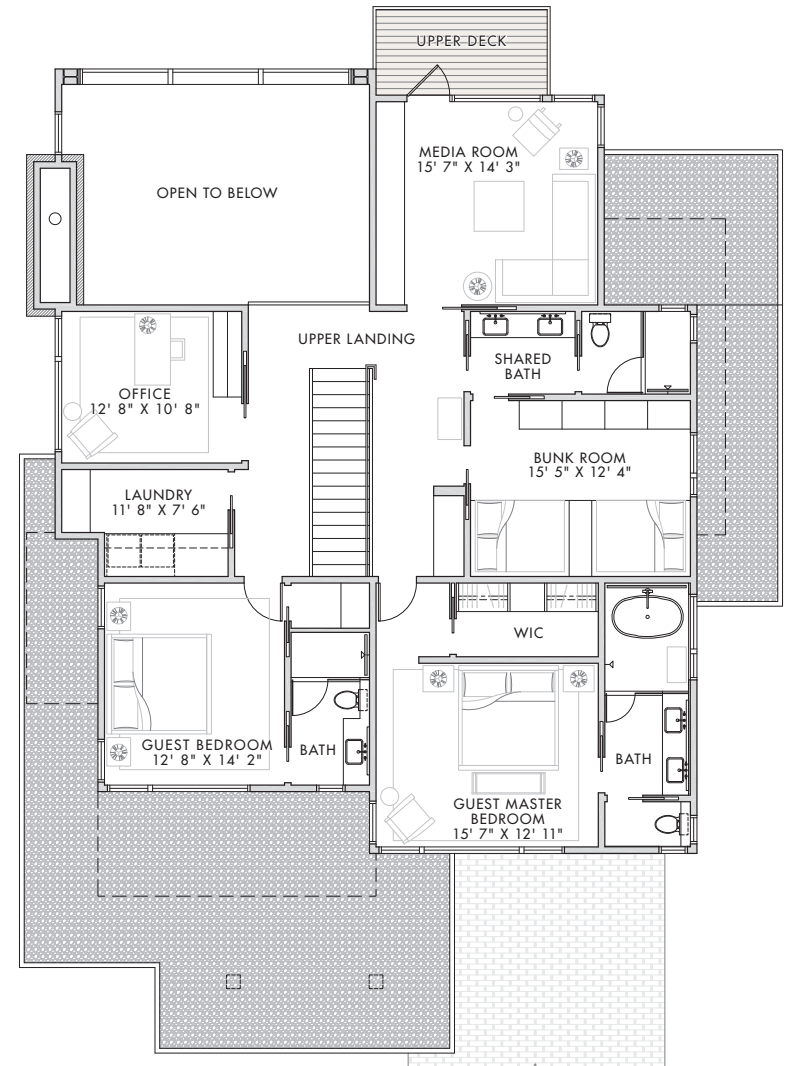 UPPER DECK
MEDIA ROOM
15' 7" X 14' 3"
OPEN TO BELOW
UPPER LANDING
SHARED
BATH
OFFICE
12' 8" X 10' 8"
BUNK ROOM
15' 5" X 12' 4"
LAUNDRY
11' 8" X 7' 6"
WIC
GUEST BEDROOM
12' 8" X 14' 2"
BATH
BATH
GUEST MASTER
BEDROOM
15' 7" X 12' 11"